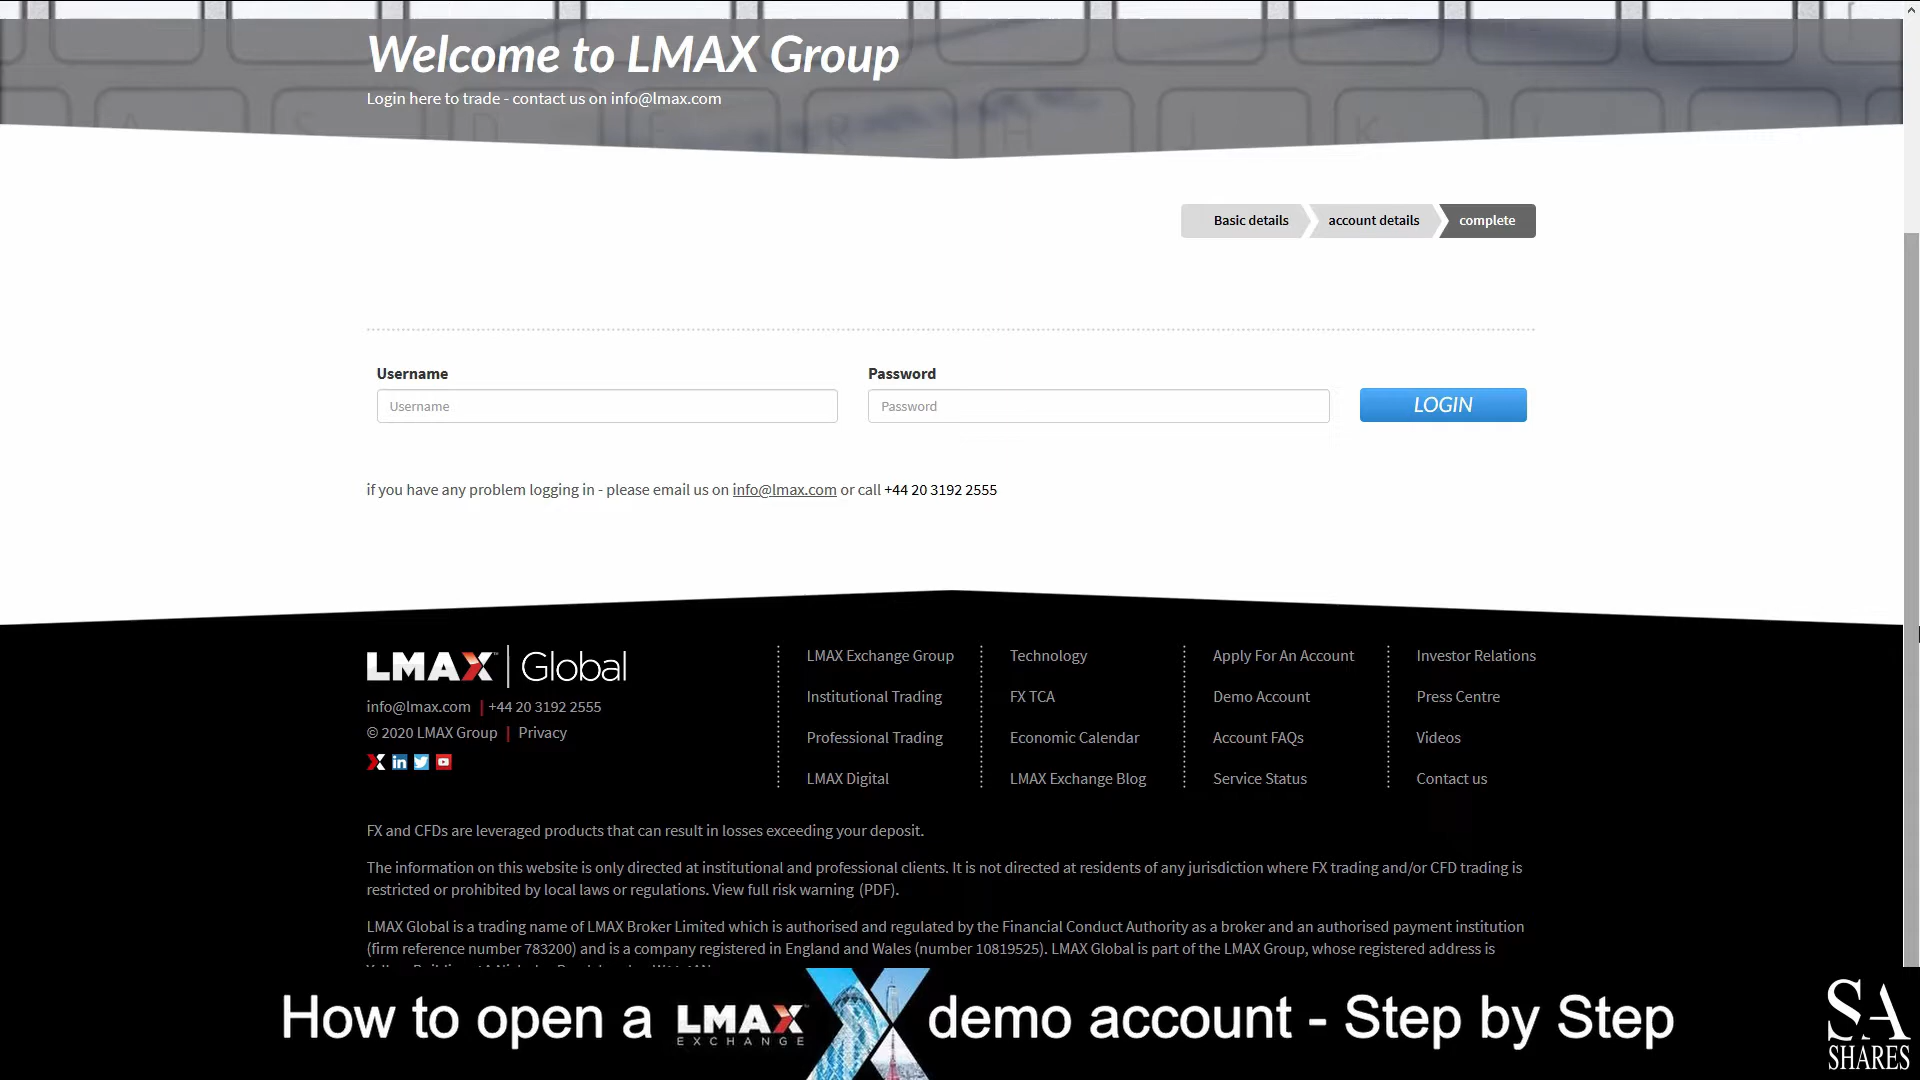 Welcome to LMAX Group
Login here to trade - contact us on info@lmax.com
Basic details
account details
complete
Username
Password
Username
Password
LOGIN
if you have any problem logging in - please email us on info@lmax.com or call +44 20 3192 2555
LMAX Global
info@lmax.com | +44 20 3192 2555
© 2020 LMAX Group | Privacy
LMAX Exchange Group
Institutional Trading
Professional Trading
LMAX Digital
Technology
FX TCA
Economic Calendar
LMAX Exchange Blog
Apply For An Account
Demo Account
Account FAQs
Service Status
Investor Relations
Press Centre
Videos
Contact us
FX and CFDs are leveraged products that can result in losses exceeding your deposit.
The information on this website is only directed at institutional and professional clients. It is not directed at residents of any jurisdiction where FX trading and/or CFD trading is
restricted or prohibited by local laws or regulations. View full risk warning (PDF).
LMAX Global is a trading name of LMAX Broker Limited which is authorised and regulated by the Financial Conduct Authority as a broker and an authorised payment institution
(firm reference number 783200) and is a company registered in England and Wales (number 10819525). LMAX Global is part of the LMAX Group, whose registered address is
How to open a LMAX EXCHANGE demo account - Step by Step
SA SHARES